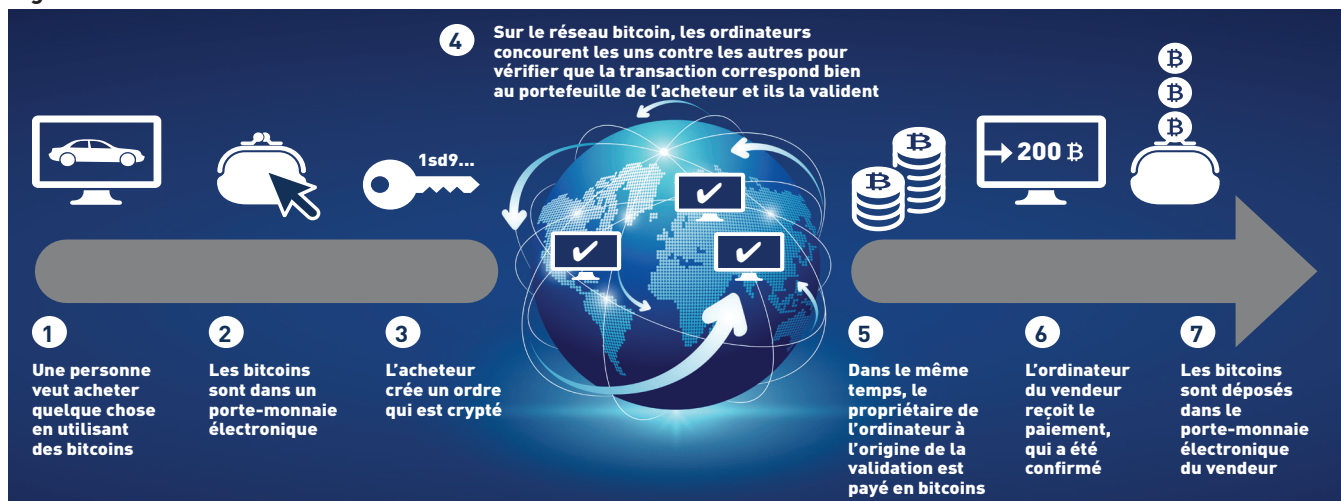 4
Sur le réseau bitcoin, les ordinateurs
concourent les uns contre les autres pour
vérifier que la transaction correspond bien
au portefeuille de l’acheteur et ils la valident
1sd9...
200 ₿
1
Une personne
veut acheter
quelque chose
en utilisant
des bitcoins
2
Les bitcoins
sont dans un
porte-monnaie
électronique
3
L’acheteur
crée un ordre
qui est crypté
5
Dans le même
temps, le
propriétaire de
l’ordinateur à
l’origine de la
validation est
payé en bitcoins
6
L’ordinateur
du vendeur
reçoit le
paiement,
qui a été
confirmé
7
Les bitcoins
sont déposés
dans le
porte-monnaie
électronique
du vendeur